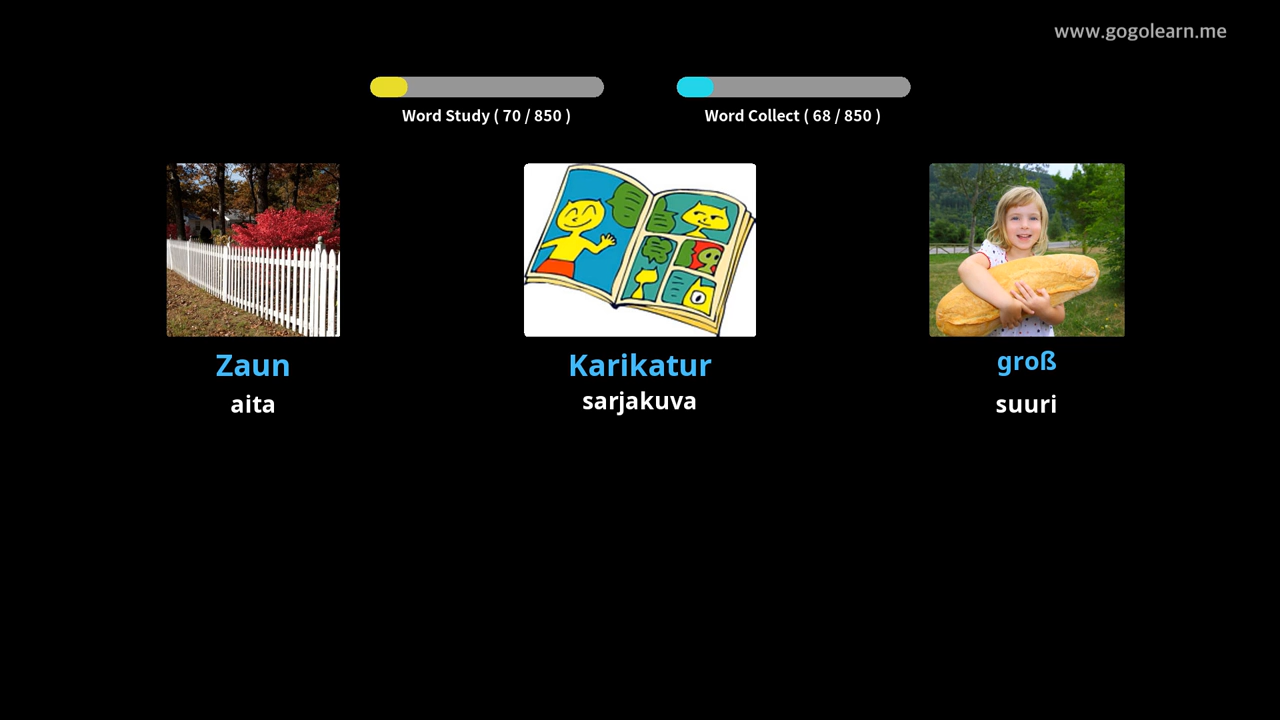 www.gogolearn.me
Word Study ( 70 / 850 )
Word Collect ( 68 / 850 )
Zaun
Karikatur
groß
aita
sarjakuva
suuri